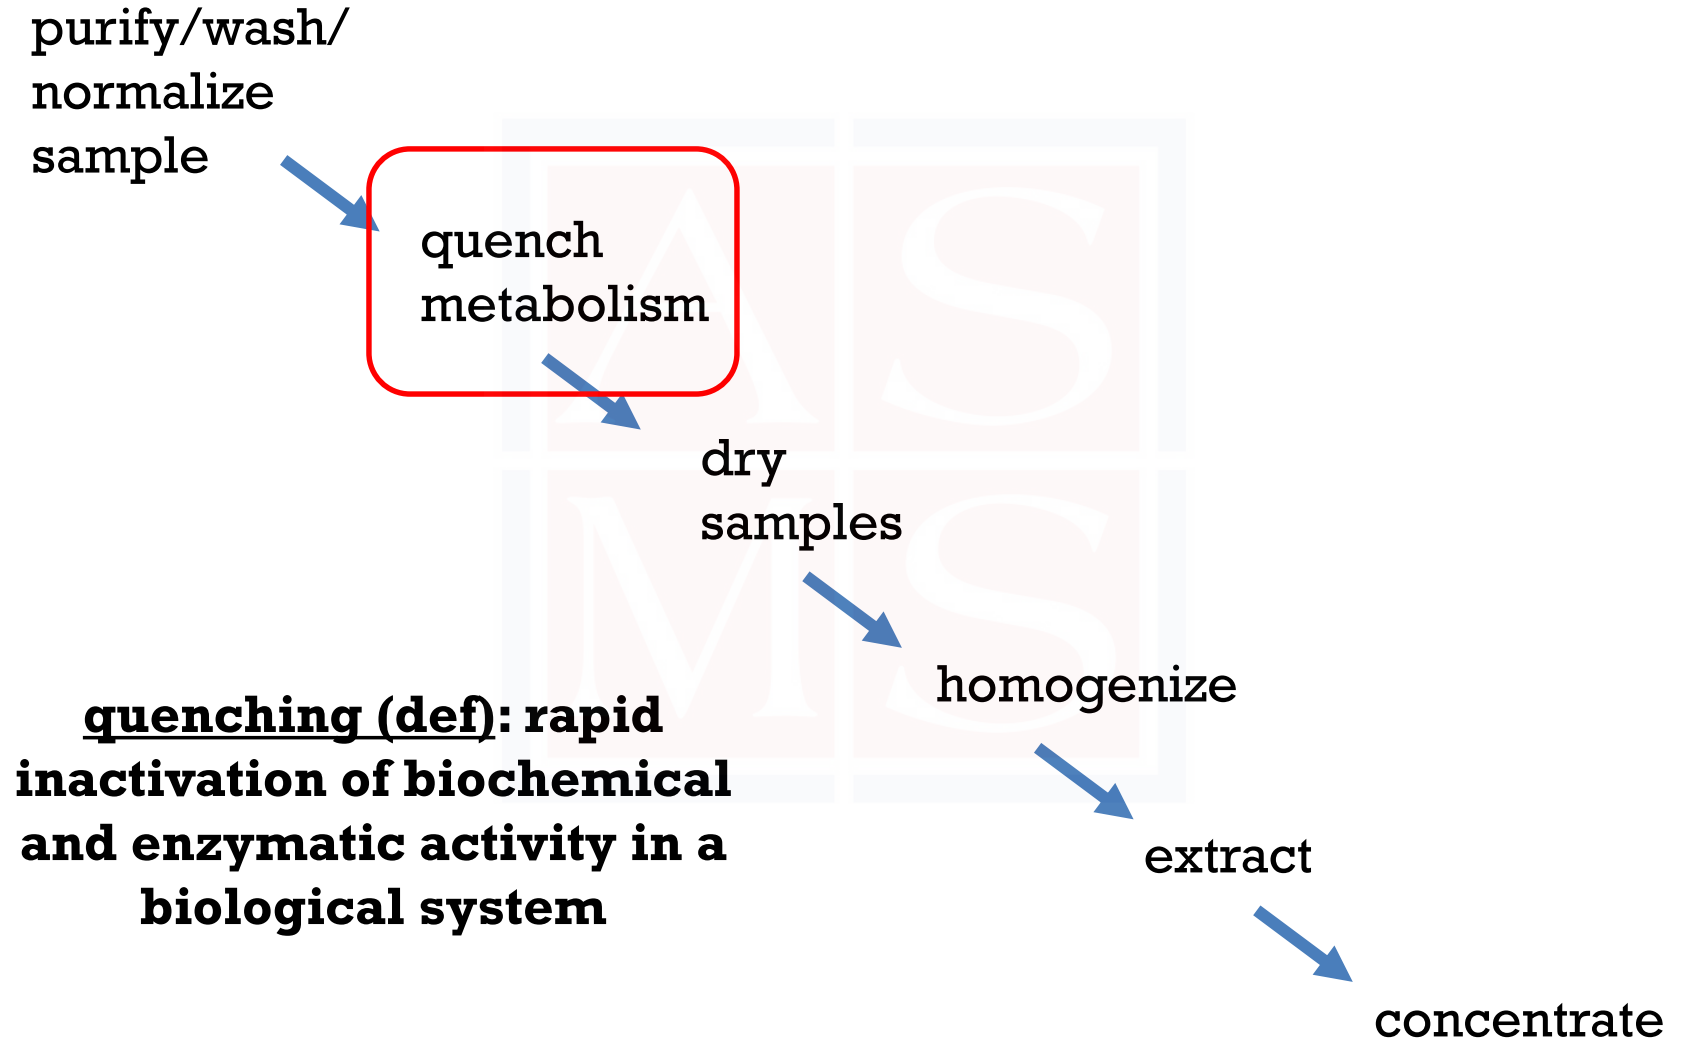 purify/wash/
normalize
sample
quench
metabolism
dry
samples
homogenize
quenching (def): rapid
inactivation of biochemical
and enzymatic activity in a
biological system
extract
concentrate
A S
M S